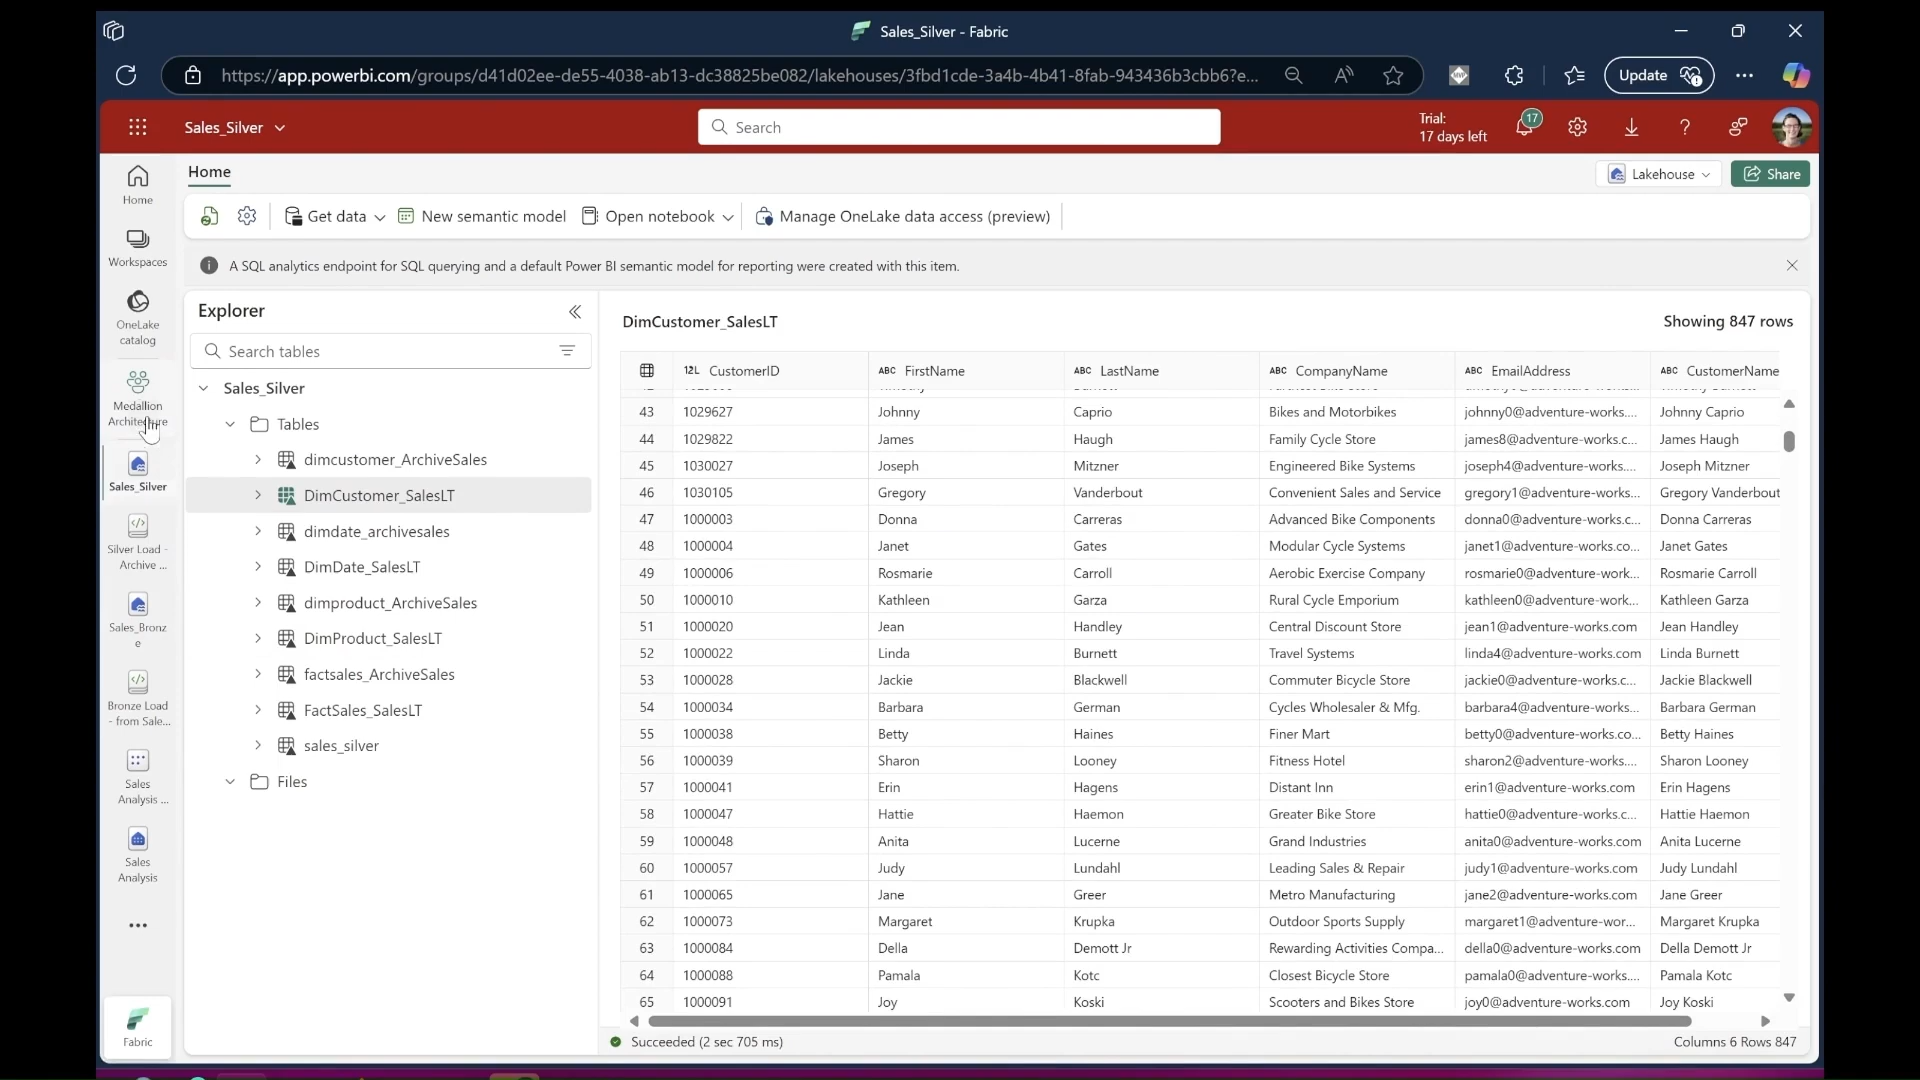 Sales_Silver - Fabric
https://app.powerbi.com/groups/d41d02ee-de55-4038-ab13-dc38825be082/lakehouses/3fbd1cde-3a4b-4b41-8fab-943436b3cbb6?e...
Update
Sales_Silver
Search
Trial:
17 days left
17
Home
Lakehouse
Share
Get data
New semantic model
Open notebook
Manage OneLake data access (preview)
A SQL analytics endpoint for SQL querying and a default Power BI semantic model for reporting were created with this item.
Home
Workspaces
OneLake
catalog
Medallion
Architecture
Sales_Silver
Silver Load -
Archive ...
Sales_Bronz
e
Bronze Load
- from Sale...
Sales
Analysis ...
Sales
Analysis
Fabric
Explorer
Search tables
Sales_Silver
Tables
dimcustomer_ArchiveSales
DimCustomer_SalesLT
dimdate_archivesales
DimDate_SalesLT
dimproduct_ArchiveSales
DimProduct_SalesLT
factsales_ArchiveSales
FactSales_SalesLT
sales_silver
Files
DimCustomer_SalesLT
Showing 847 rows
12L CustomerID ABC FirstName ABC LastName ABC CompanyName ABC EmailAddress ABC CustomerName
43 1029627 Johnny Caprio Bikes and Motorbikes johnny0@adventure-works.... Johnny Caprio
44 1029822 James Haugh Family Cycle Store james8@adventure-works.c... James Haugh
45 1030027 Joseph Mitzner Engineered Bike Systems joseph4@adventure-works.... Joseph Mitzner
46 1030105 Gregory Vanderbout Convenient Sales and Service gregory1@adventure-works... Gregory Vanderbout
47 1000003 Donna Carreras Advanced Bike Components donna0@adventure-works.c... Donna Carreras
48 1000004 Janet Gates Modular Cycle Systems janet1@adventure-works.co... Janet Gates
49 1000006 Rosmarie Carroll Aerobic Exercise Company rosmarie0@adventure-work... Rosmarie Carroll
50 1000010 Kathleen Garza Rural Cycle Emporium kathleen0@adventure-work... Kathleen Garza
51 1000020 Jean Handley Central Discount Store jean1@adventure-works.com Jean Handley
52 1000022 Linda Burnett Travel Systems linda4@adventure-works.com Linda Burnett
53 1000028 Jackie Blackwell Commuter Bicycle Store jackie0@adventure-works.c... Jackie Blackwell
54 1000034 Barbara German Cycles Wholesaler & Mfg. barbara4@adventure-works... Barbara German
55 1000038 Betty Haines Finer Mart betty0@adventure-works.co... Betty Haines
56 1000039 Sharon Looney Fitness Hotel sharon2@adventure-works.... Sharon Looney
57 1000041 Erin Hagens Distant Inn erin1@adventure-works.com Erin Hagens
58 1000047 Hattie Haemon Greater Bike Store hattie0@adventure-works.c... Hattie Haemon
59 1000048 Anita Lucerne Grand Industries anita0@adventure-works.com Anita Lucerne
60 1000057 Judy Lundahl Leading Sales & Repair judy1@adventure-works.com Judy Lundahl
61 1000065 Jane Greer Metro Manufacturing jane2@adventure-works.com Jane Greer
62 1000073 Margaret Krupka Outdoor Sports Supply margaret1@adventure-wor... Margaret Krupka
63 1000084 Della Demott Jr Rewarding Activities Compa... della0@adventure-works.com Della Demott Jr
64 1000088 Pamala Kotc Closest Bicycle Store pamala0@adventure-works.... Pamala Kotc
65 1000091 Joy Koski Scooters and Bikes Store joy0@adventure-works.com Joy Koski
Succeeded (2 sec 705 ms)
Columns 6 Rows 847